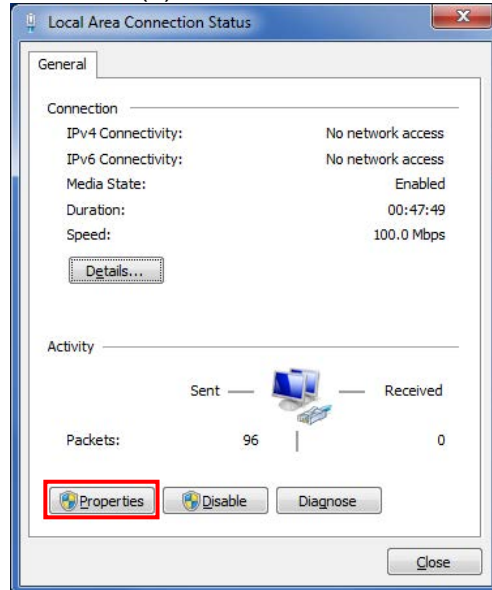 Local Area Connection Status
General
Connection
IPv4 Connectivity: No network access
IPv6 Connectivity: No network access
Media State: Enabled
Duration: 00:47:49
Speed: 100.0 Mbps
Details...
Activity
Sent Received
Packets: 96 0
Properties Disable Diagnose
Close